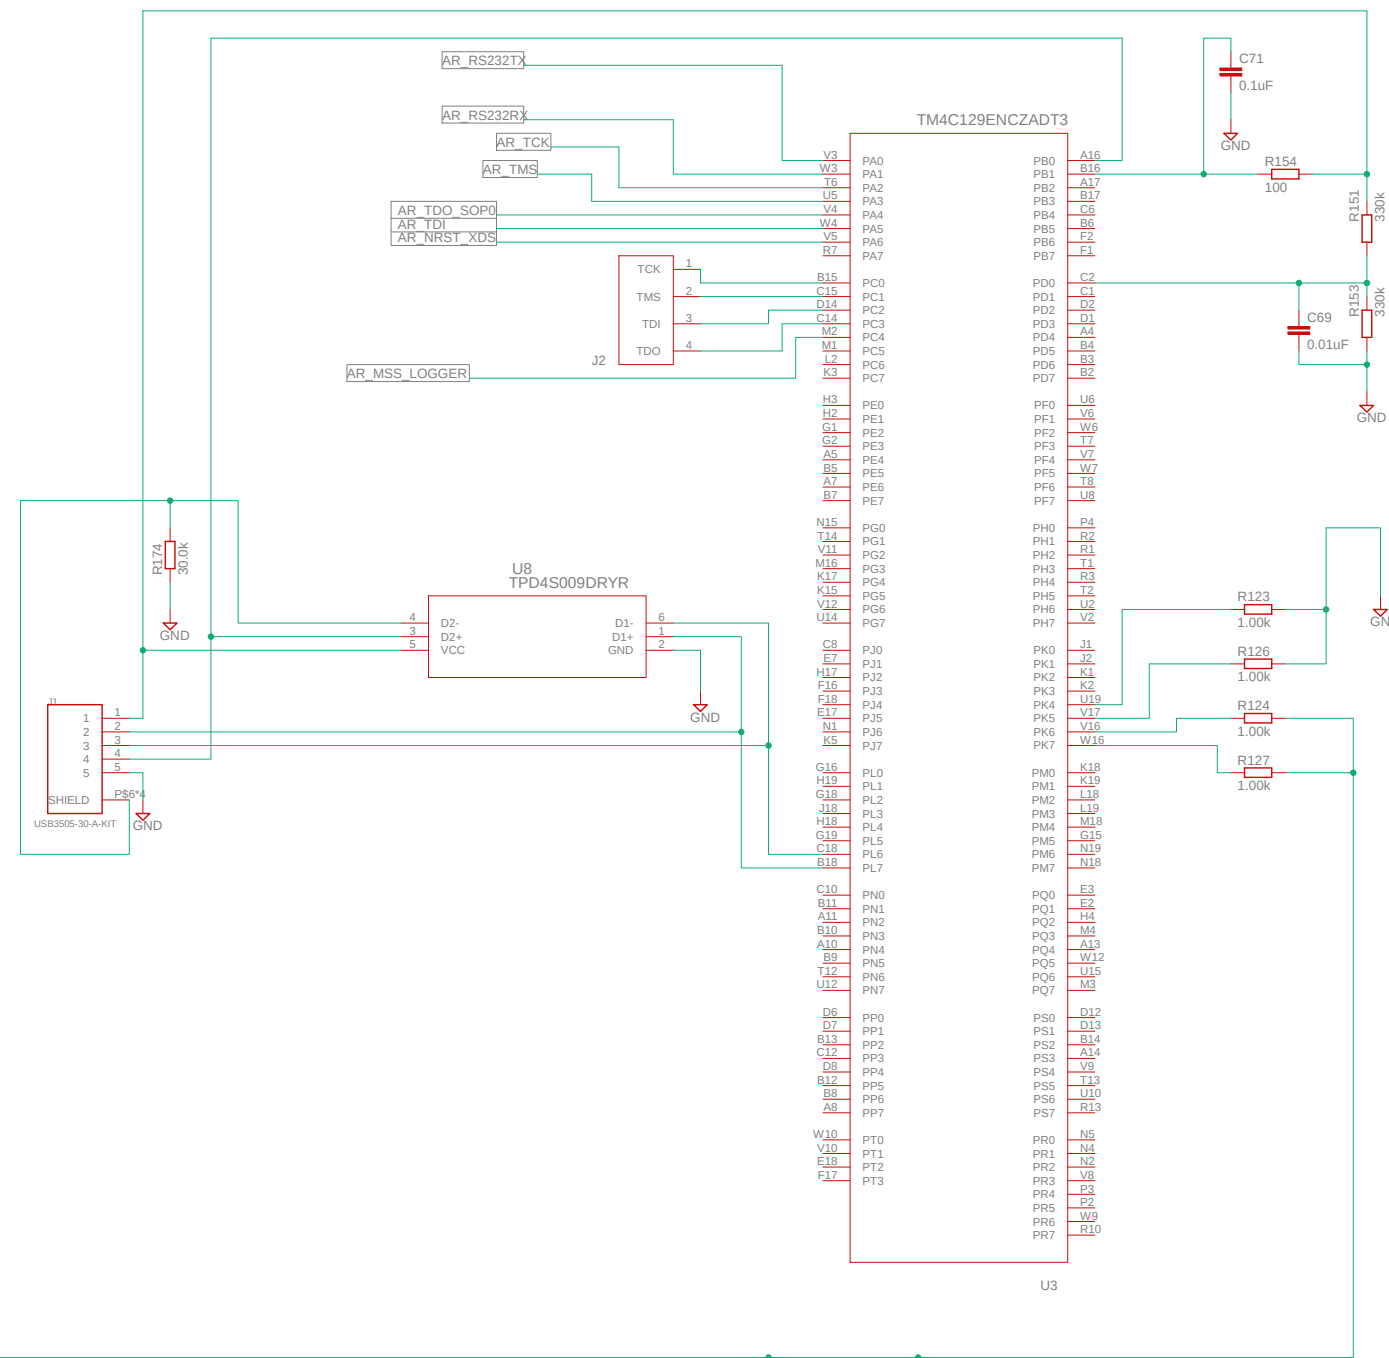 AR_RS232TX
AR_RS232RX
AR_TCK
AR_TMS
AR_TDO_SOP0
AR_TDI
AR_NRST_XDS
TCK 1
TMS 2
TDI 3
TDO 4
J2
AR_MSS_LOGGER
C71
0.1uF
GND
TM4C129ENCZADT3
V3 PA0 PB0 A16
W3 PA1 PB1 B16
T6 PA2 PB2 A17
U5 PA3 PB3 B17
V4 PA4 PB4 C6
W4 PA5 PB5 B6
V5 PA6 PB6 F2
R7 PA7 PB7 F1
B15 PC0 PD0 C2
C15 PC1 PD1 C1
D14 PC2 PD2 D2
C14 PC3 PD3 D1
M2 PC4 PD4 A4
M1 PC5 PD5 B4
L2 PC6 PD6 B3
K3 PC7 PD7 B2
H3 PE0 PF0 U6
H2 PE1 PF1 V6
G1 PE2 PF2 W6
G2 PE3 PF3 T7
A5 PE4 PF4 V7
B5 PE5 PF5 W7
A7 PE6 PF6 T8
B7 PE7 PF7 U8
N15 PG0 PH0 P4
T14 PG1 PH1 R2
V11 PG2 PH2 R1
M16 PG3 PH3 T1
K17 PG4 PH4 R3
K15 PG5 PH5 T2
V12 PG6 PH6 U2
U14 PG7 PH7 V2
C8 PJ0 PK0 J1
E7 PJ1 PK1 J2
H17 PJ2 PK2 K1
F16 PJ3 PK3 K2
F18 PJ4 PK4 U19
E17 PJ5 PK5 V17
N1 PJ6 PK6 V16
K5 PJ7 PK7 W16
G16 PL0 PM0 K18
H19 PL1 PM1 K19
G18 PL2 PM2 L18
J18 PL3 PM3 L19
H18 PL4 PM4 M18
G19 PL5 PM5 G15
C18 PL6 PM6 N19
B18 PL7 PM7 N18
C10 PN0 PQ0 E3
B11 PN1 PQ1 E2
A11 PN2 PQ2 H4
B10 PN3 PQ3 M4
A10 PN4 PQ4 A13
B9 PN5 PQ5 W12
T12 PN6 PQ6 U15
U12 PN7 PQ7 M3
D6 PP0 PS0 D12
D7 PP1 PS1 D13
B13 PP2 PS2 B14
C12 PP3 PS3 A14
D8 PP4 PS4 V9
B12 PP5 PS5 T13
B8 PP6 PS6 U10
A8 PP7 PS7 R13
W10 PT0 PR0 N5
V10 PT1 PR1 N4
E18 PT2 PR2 N2
F17 PT3 PR3 V8
PR4 P3
PR5 P2
PR6 W9
PR7 R10
U3
R154
100
R151
330k
R153
330k
C69
0.01uF
GND
R123
1.00k
R126
1.00k
R124
1.00k
R127
1.00k
GN
R174
30.0k
GND
U8
TPD4S009DRYR
4 D2- D1- 6
3 D2+ D1+ 1
5 VCC GND 2
GND
J1
1 1
2 2
3 3
4 4
5 5
SHIELD P$6*4
USB3505-30-A-KIT
GND